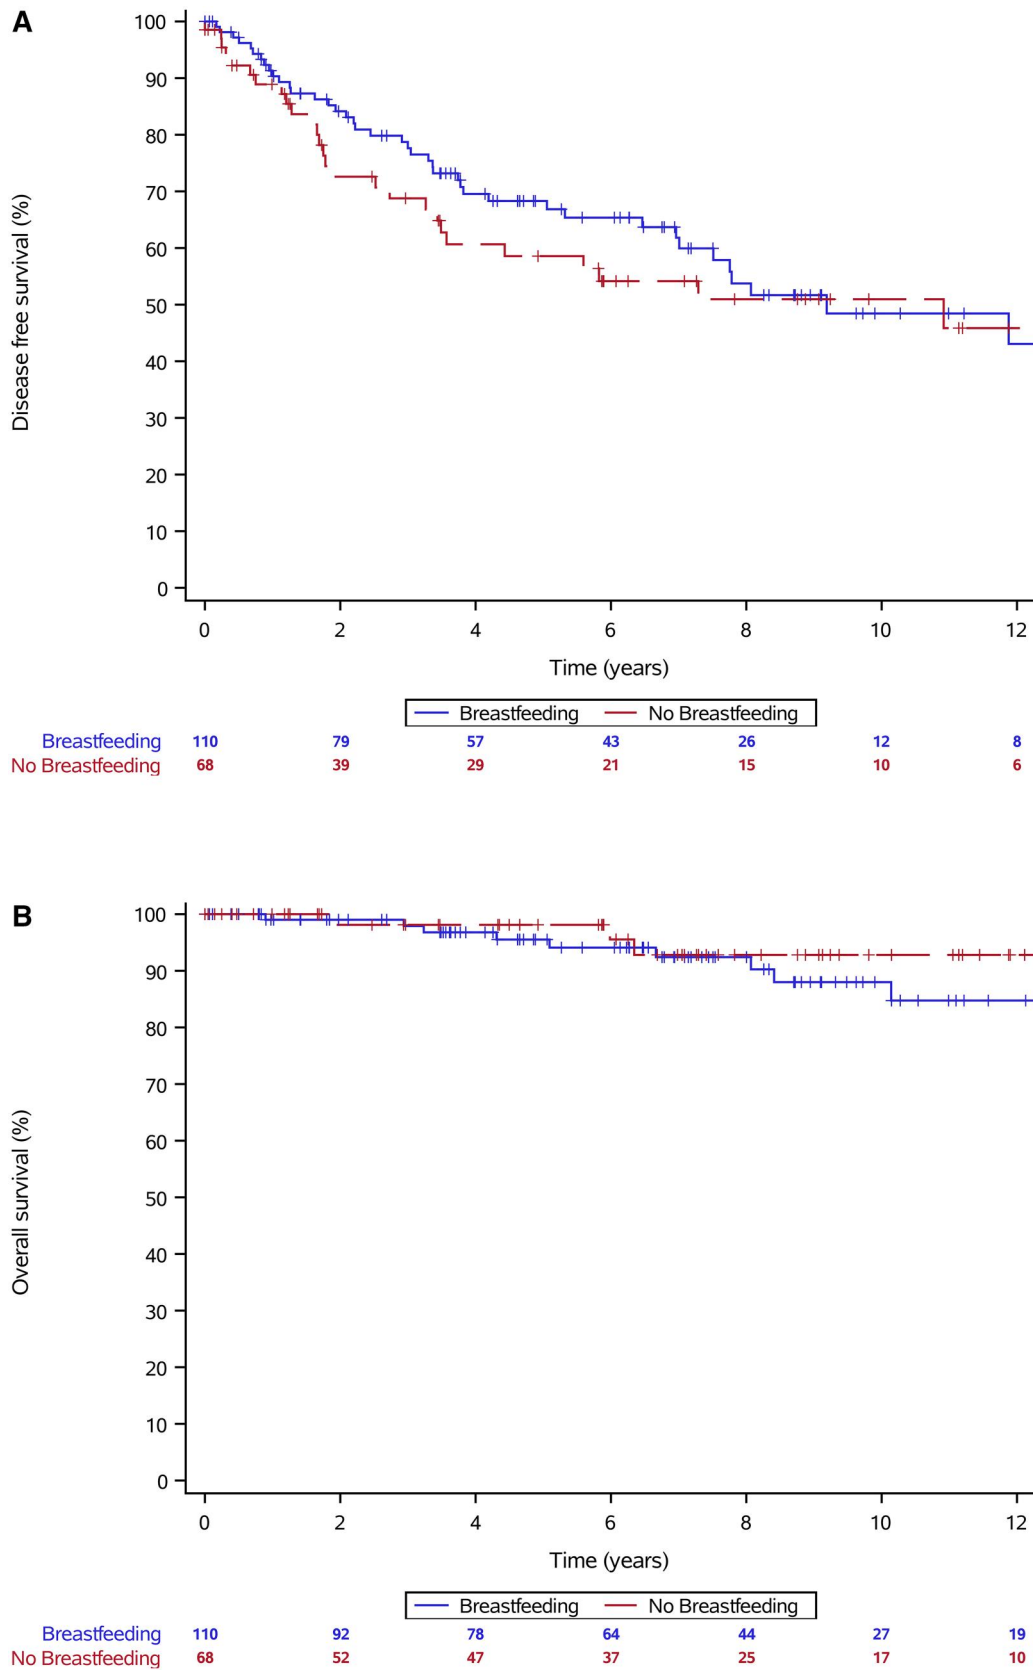 A
Disease free survival (%)
100
90
80
70
60
50
40
30
20
10
0
0 2 4 6 8 10 12
Time (years)
Breastfeeding No Breastfeeding
Breastfeeding 110 79 57 43 26 12 8
No Breastfeeding 68 39 29 21 15 10 6
B
Overall survival (%)
100
90
80
70
60
50
40
30
20
10
0
0 2 4 6 8 10 12
Time (years)
Breastfeeding No Breastfeeding
Breastfeeding 110 92 78 64 44 27 19
No Breastfeeding 68 52 47 37 25 17 10